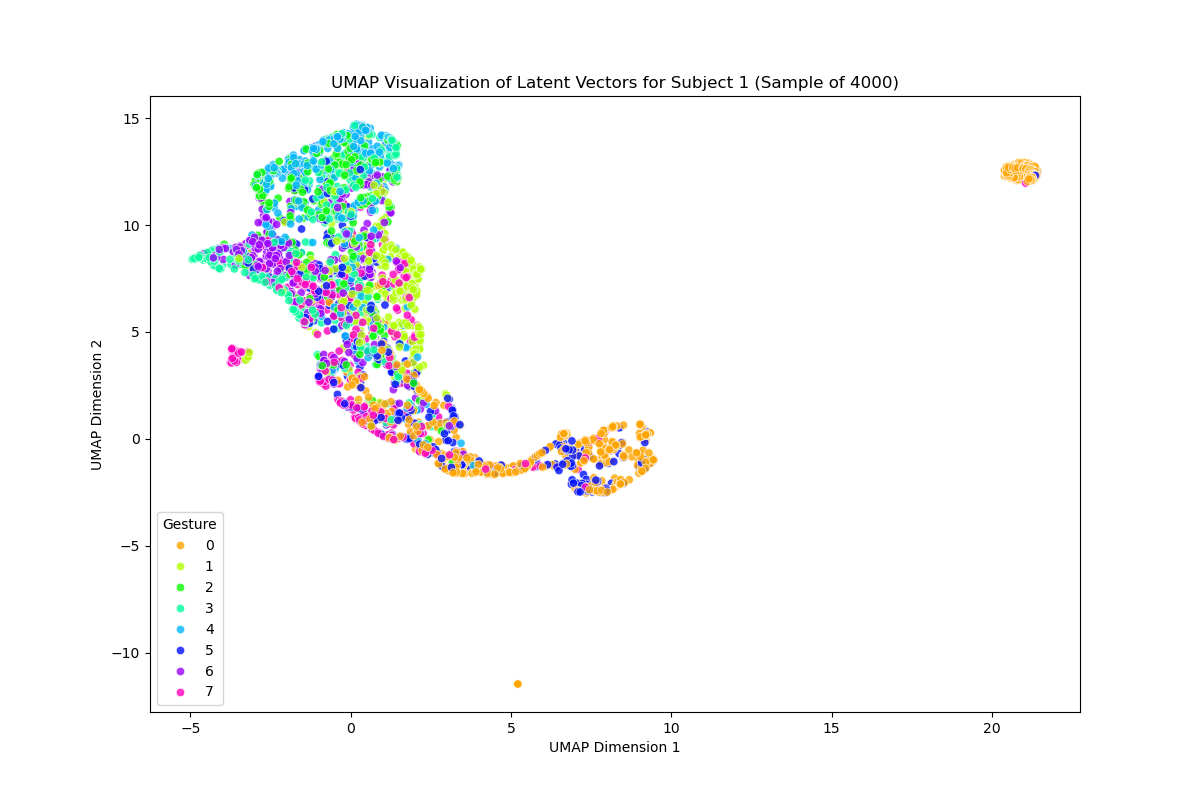 UMAP Visualization of Latent Vectors for Subject 1 (Sample of 4000)
15
10
5
0
−5
−10
UMAP Dimension 2
Gesture
0
1
2
3
4
5
6
7
−5 0 5 10 15 20
UMAP Dimension 1